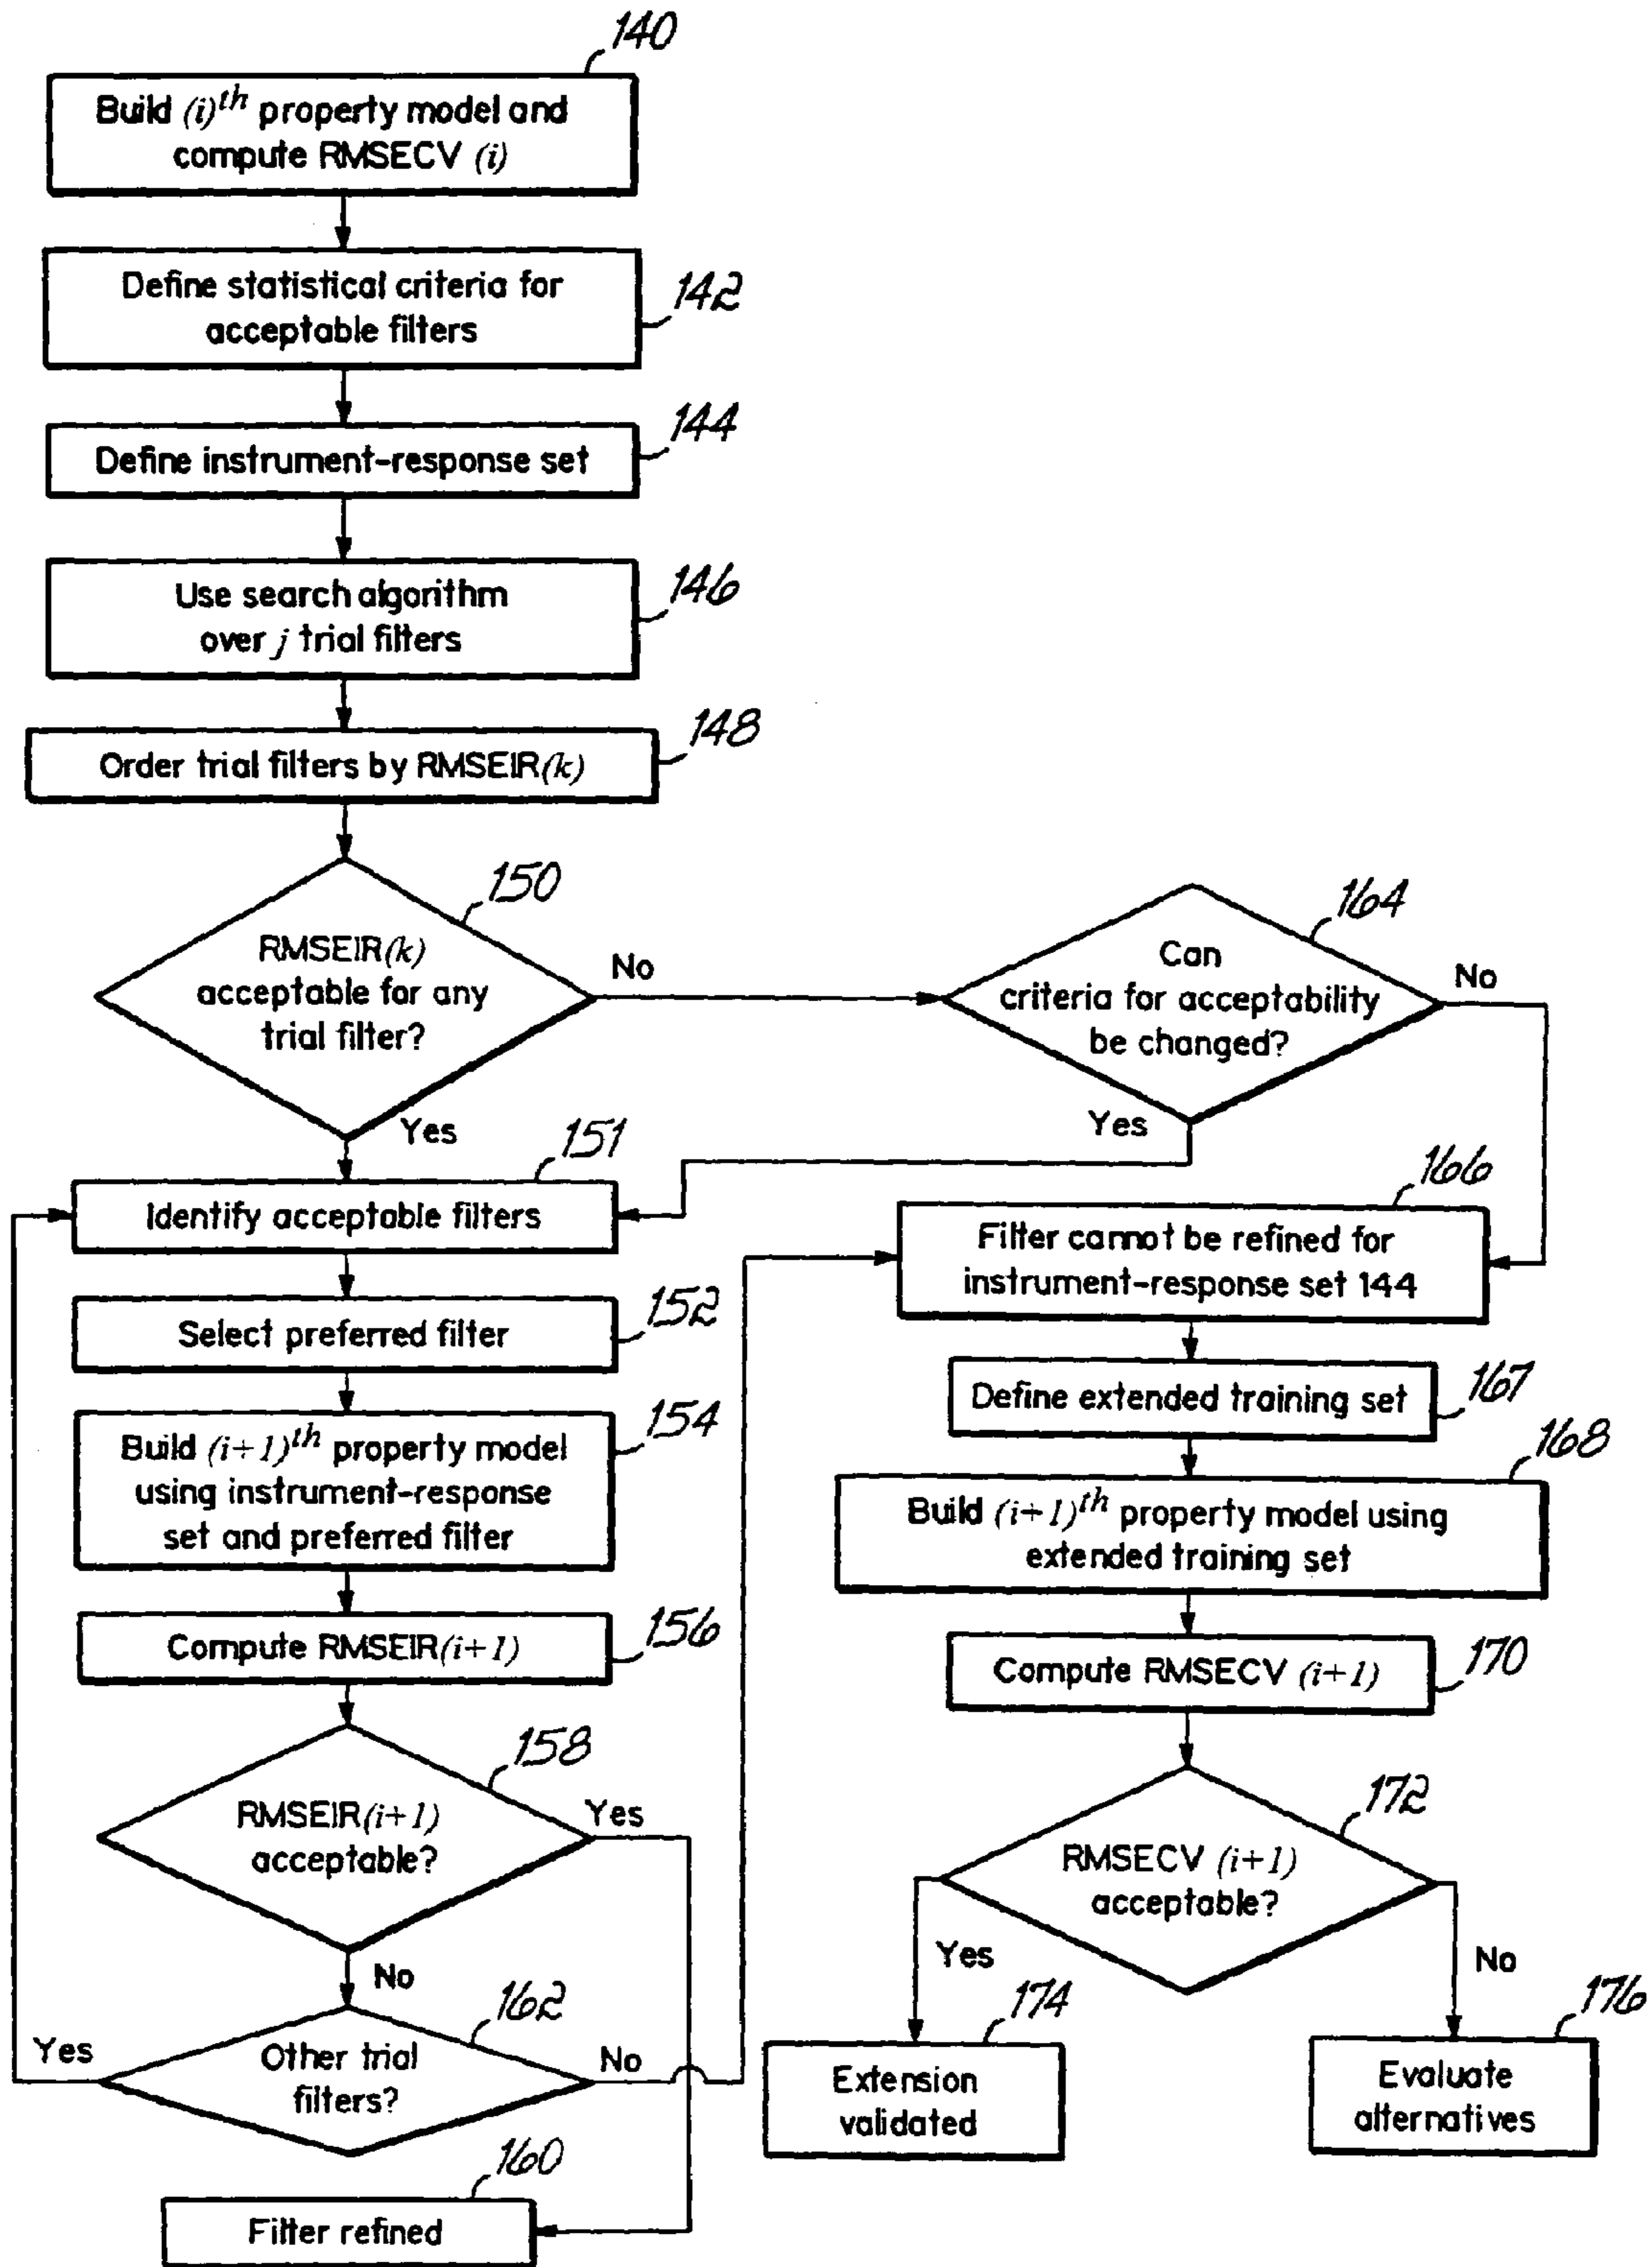 140
Build (i)th property model and
compute RMSECV (i)
Define statistical criteria for
acceptable filters
142
Define instrument-response set
144
Use search algorithm
over j trial filters
146
Order trial filters by RMSEIR(k)
148
150
RMSEIR(k)
acceptable for any
trial filter?
No
Yes
164
Can
criteria for acceptability
be changed?
No
Yes
151
Identify acceptable filters
166
Filter cannot be refined for
instrument-response set 144
Select preferred filter
152
Define extended training set
167
Build (i+1)th property model
using instrument-response
set and preferred filter
154
168
Build (i+1)th property model using
extended training set
Compute RMSEIR(i+1)
156
Compute RMSECV (i+1)
170
158
RMSEIR(i+1)
acceptable?
Yes
No
172
RMSECV (i+1)
acceptable?
Yes
No
162
Other trial
filters?
Yes
No
174
Extension
validated
176
Evaluate
alternatives
160
Filter refined